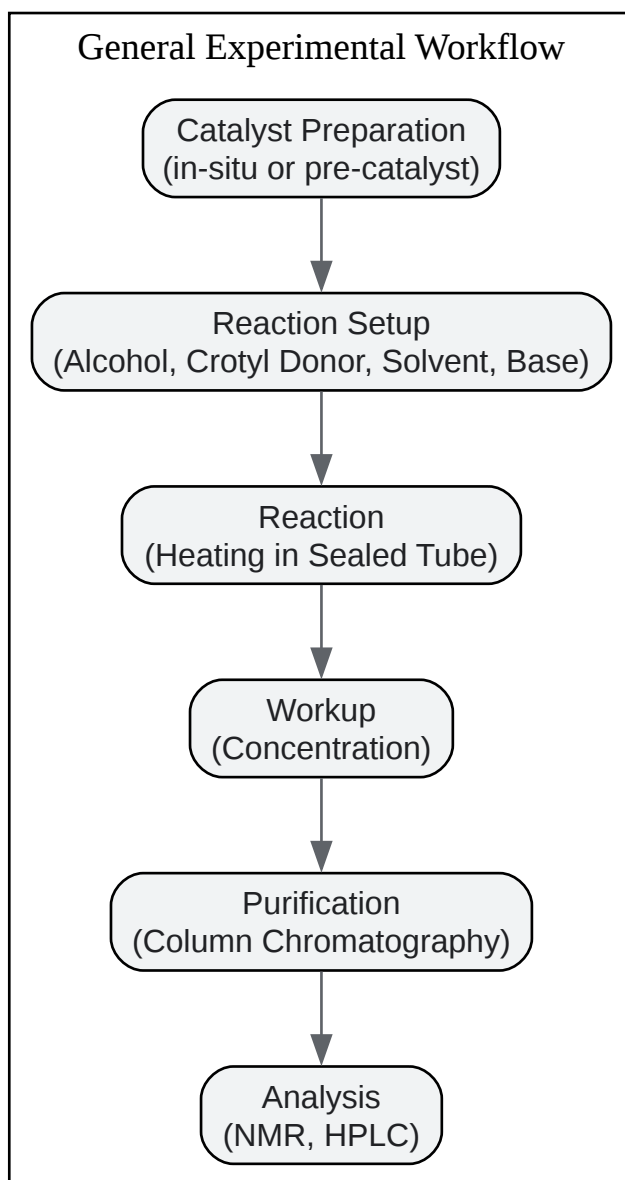 General Experimental Workflow
Catalyst Preparation
(in-situ or pre-catalyst)
Reaction Setup
(Alcohol, Crotyl Donor, Solvent, Base)
Reaction
(Heating in Sealed Tube)
Workup
(Concentration)
Purification
(Column Chromatography)
Analysis
(NMR, HPLC)